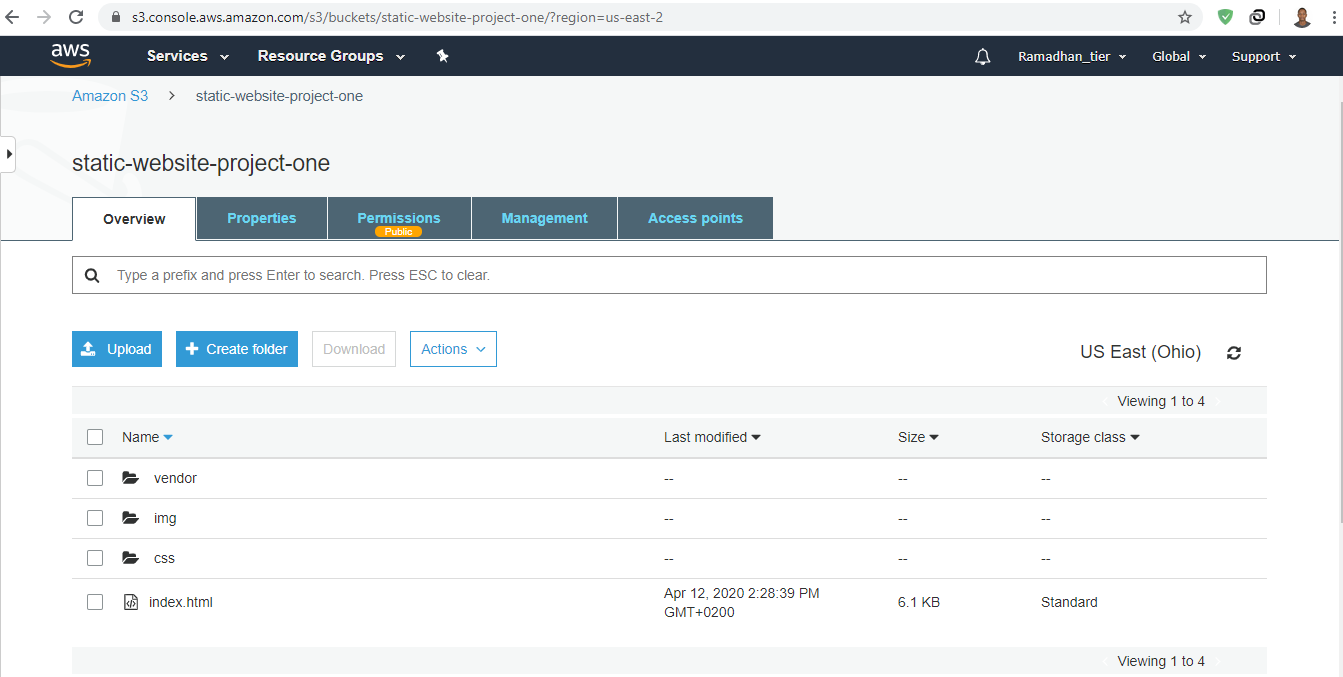 s3.console.aws.amazon.com/s3/buckets/static-website-project-one/?region=us-east-2
aws Services Resource Groups Ramadhan_tier Global Support
Amazon S3 > static-website-project-one
static-website-project-one
Overview Properties Permissions Management Access points
Public
Type a prefix and press Enter to search. Press ESC to clear.
Upload Create folder Download Actions US East (Ohio)
Viewing 1 to 4
Name Last modified Size Storage class
vendor -- -- --
img -- -- --
css -- -- --
index.html Apr 12, 2020 2:28:39 PM 6.1 KB Standard
GMT+0200
Viewing 1 to 4